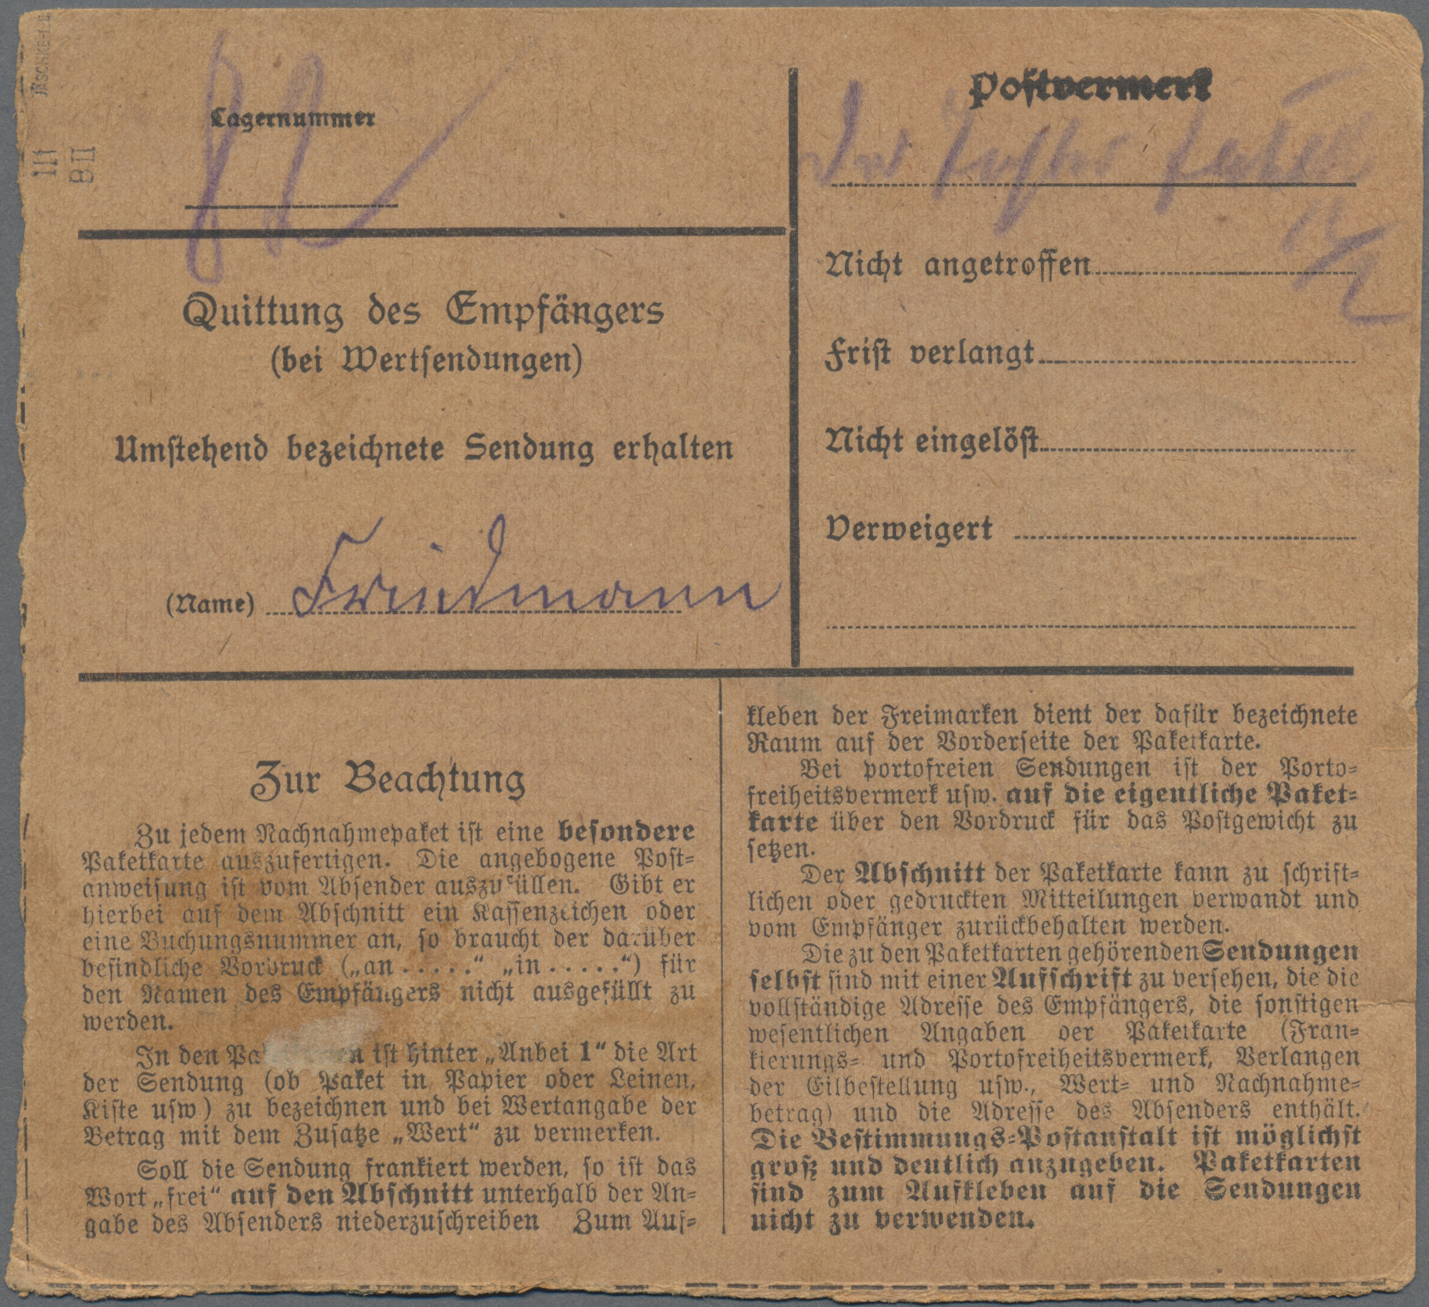 Lagernummer
82
Quittung des Empfängers
(bei Wertsendungen)
Umstehend bezeichnete Sendung erhalten
(Name) Friedmann
Postvermerk
Nicht angetroffen
Frist verlangt
Nicht eingelöst
Verweigert
Zur Beachtung
Zu jedem Nachnahmepaket ist eine besondere
Paketkarte auszufertigen. Die angebogene Post-
anweisung ist vom Absender auszufüllen. Gibt er
hierbei auf dem Abschnitt ein Kassenzeichen oder
eine Buchungsnummer an, so braucht der darüber
befindliche Vordruck („an . . . . .“ „in . . . . .“) für
den Namen des Empfängers nicht ausgefüllt zu
werden.
In den ist hinter „Anbei 1“ die Art
der Sendung (ob Paket in Papier oder Leinen,
Kiste usw) zu bezeichnen und bei Wertangabe der
Betrag mit dem Zusatze „Wert“ zu vermerken.
Soll die Sendung frankiert werden, so ist das
Wort „frei“ auf den Abschnitt unterhalb der An-
gabe des Absenders niederzuschreiben Zum Auf-
kleben der Freimarken dient der dafür bezeichnete
Raum auf der Vorderseite der Paketkarte.
Bei portofreien Sendungen ist der Porto-
freiheitsvermerk usw. auf die eigentliche Paket-
karte über den Vordruck für das Postgewicht zu
setzen.
Der Abschnitt der Paketkarte kann zu schrift-
lichen oder gedruckten Mitteilungen verwandt und
vom Empfänger zurückbehalten werden.
Die zu den Paketkarten gehörenden Sendungen
selbst sind mit einer Aufschrift zu versehen, die die
vollständige Adresse des Empfängers, die sonstigen
wesentlichen Angaben der Paketkarte (Fran-
kierungs- und Portofreiheitsvermerk, Verlangen
der Eilbestellung usw., Wert- und Nachnahme-
betrag) und die Adresse des Absenders enthält.
Die Bestimmungs-Postanstalt ist möglichst
groß und deutlich anzugeben. Paketkarten
sind zum Aufkleben auf die Sendungen
nicht zu verwenden.